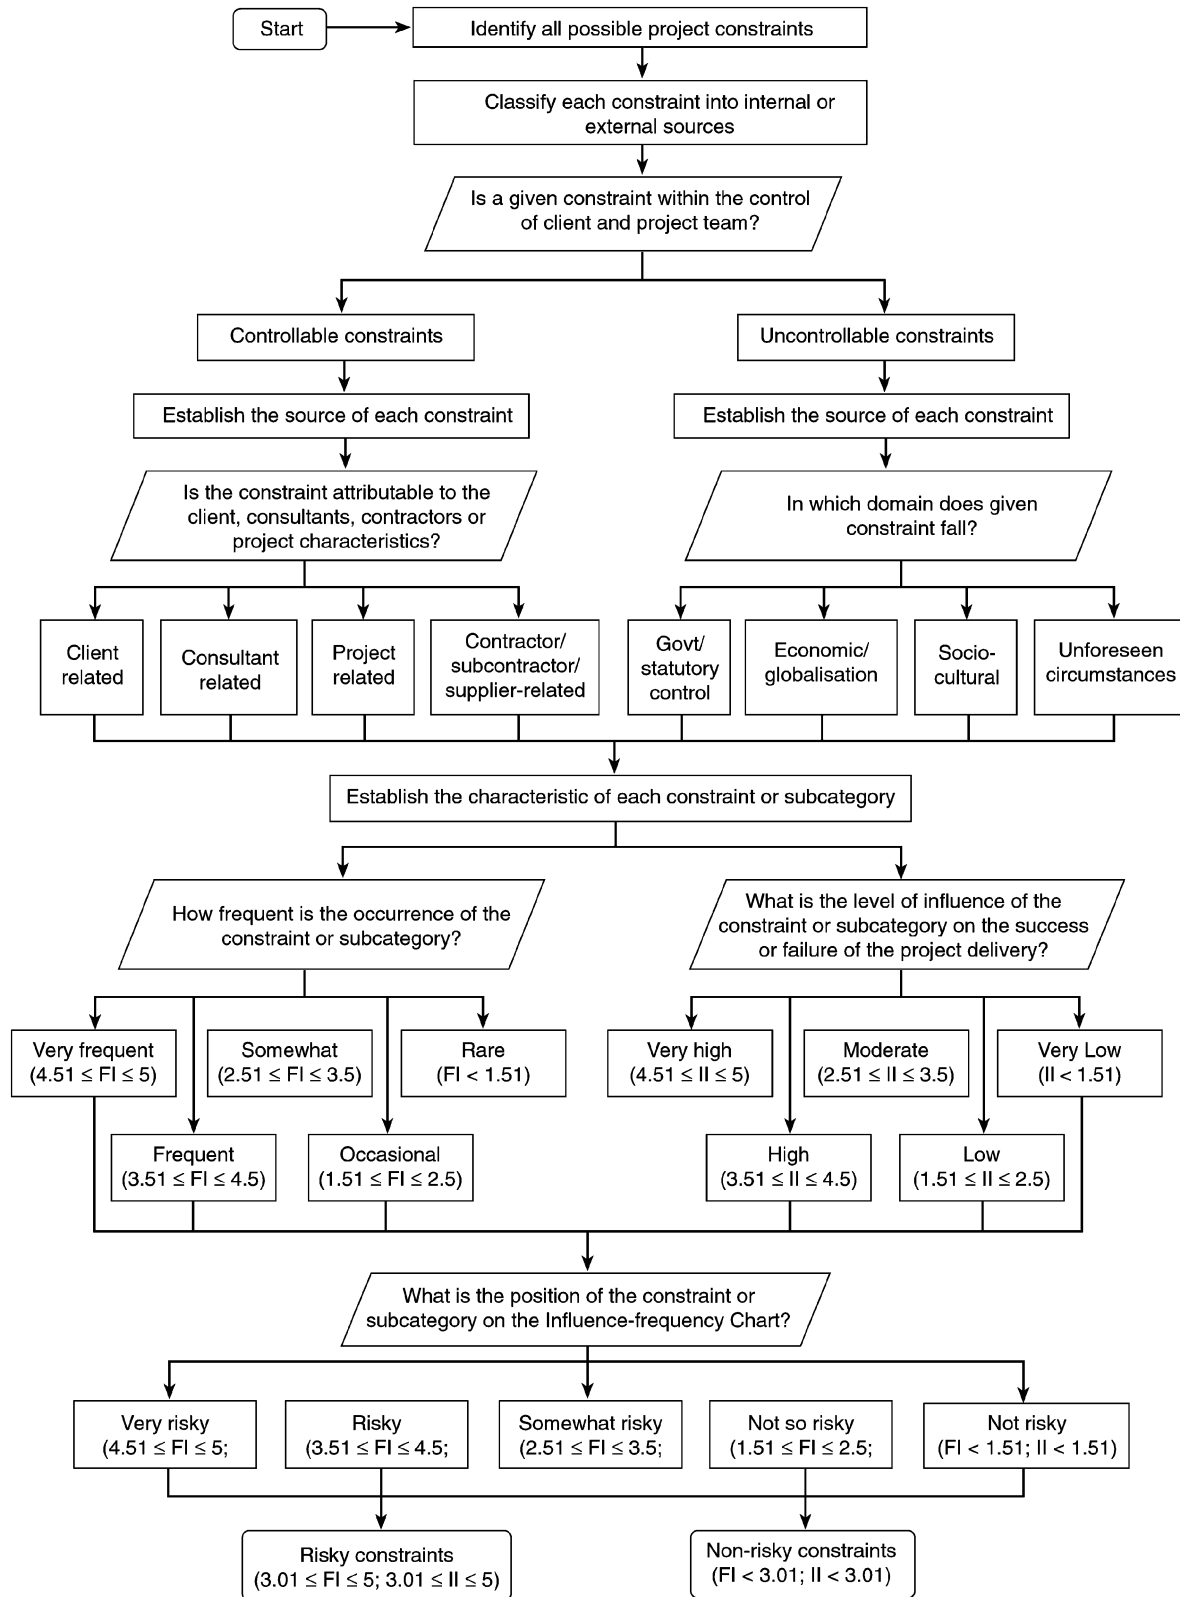 Start
Identify all possible project constraints
Classify each constraint into internal or
external sources
Is a given constraint within the control
of client and project team?
Controllable constraints
Uncontrollable constraints
Establish the source of each constraint
Establish the source of each constraint
Is the constraint attributable to the
client, consultants, contractors or
project characteristics?
In which domain does given
constraint fall?
Client
related
Consultant
related
Project
related
Contractor/
subcontractor/
supplier-related
Govt/
statutory
control
Economic/
globalisation
Socio-
cultural
Unforeseen
circumstances
Establish the characteristic of each constraint or subcategory
How frequent is the occurrence of the
constraint or subcategory?
What is the level of influence of the
constraint or subcategory on the success
or failure of the project delivery?
Very frequent
(4.51 ≤ FI ≤ 5)
Somewhat
(2.51 ≤ FI ≤ 3.5)
Rare
(FI < 1.51)
Very high
(4.51 ≤ II ≤ 5)
Moderate
(2.51 ≤ II ≤ 3.5)
Very Low
(II < 1.51)
Frequent
(3.51 ≤ FI ≤ 4.5)
Occasional
(1.51 ≤ FI ≤ 2.5)
High
(3.51 ≤ II ≤ 4.5)
Low
(1.51 ≤ II ≤ 2.5)
What is the position of the constraint or
subcategory on the Influence-frequency Chart?
Very risky
(4.51 ≤ FI ≤ 5;
Risky
(3.51 ≤ FI ≤ 4.5;
Somewhat risky
(2.51 ≤ FI ≤ 3.5;
Not so risky
(1.51 ≤ FI ≤ 2.5;
Not risky
(FI < 1.51; II < 1.51)
Risky constraints
(3.01 ≤ FI ≤ 5; 3.01 ≤ II ≤ 5)
Non-risky constraints
(FI < 3.01; II < 3.01)